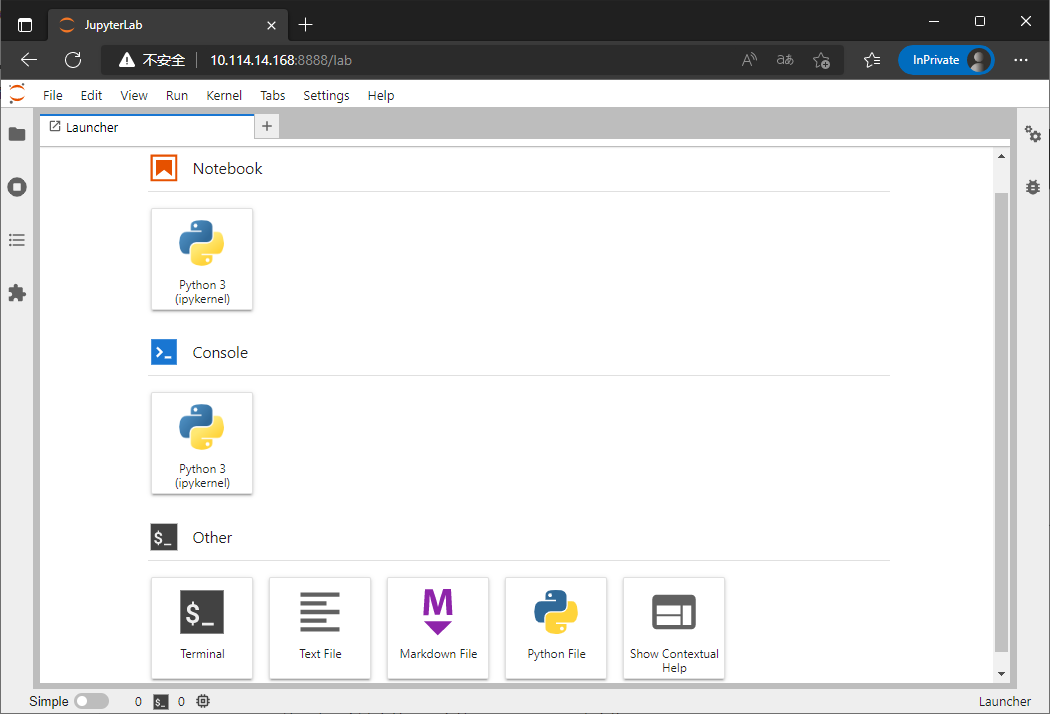 JupyterLab
不安全 10.114.14.168:8888/lab
InPrivate
File Edit View Run Kernel Tabs Settings Help
Launcher
Notebook
Python 3
(ipykernel)
Console
Python 3
(ipykernel)
$_ Other
$_
M
Terminal
Text File
Markdown File
Python File
Show Contextual
Help
Simple 0 $_ 0 Launcher